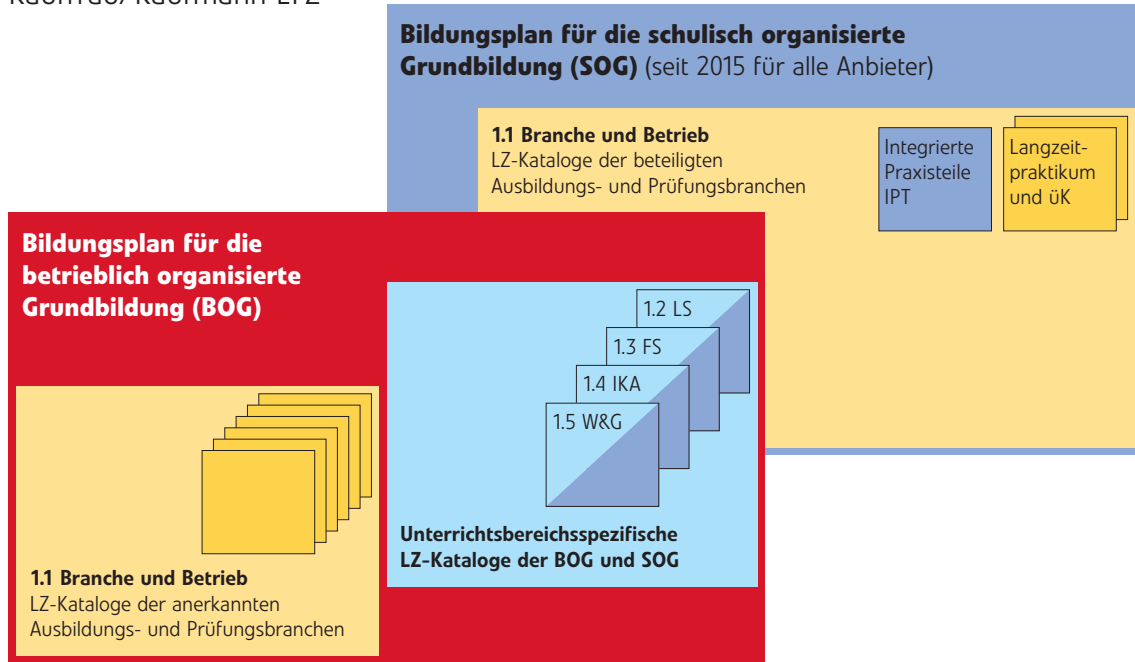 Bildungsplan für die schulisch organisierte
Grundbildung (SOG) (seit 2015 für alle Anbieter)
1.1 Branche und Betrieb
LZ-Kataloge der beteiligten
Ausbildungs- und Prüfungsbranchen
Integrierte
Praxisteile
IPT
Langzeit-
praktikum
und üK
Bildungsplan für die
betrieblich organisierte
Grundbildung (BOG)
1.2 LS
1.3 FS
1.4 IKA
1.5 W&G
Unterrichtsbereichsspezifische
LZ-Kataloge der BOG und SOG
1.1 Branche und Betrieb
LZ-Kataloge der anerkannten
Ausbildungs- und Prüfungsbranchen